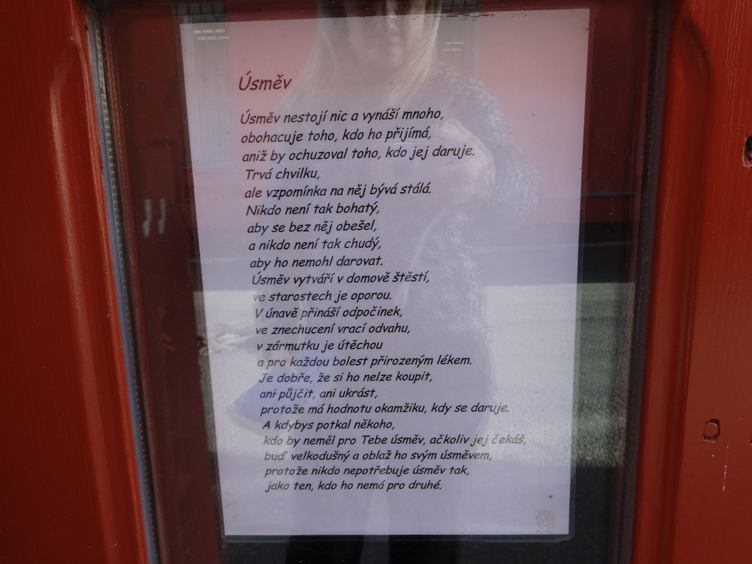 Úsměv
Úsměv nestojí nic a vynáší mnoho,
obohacuje toho, kdo ho přijímá,
aniž by ochuzoval toho, kdo jej daruje.
Trvá chvilku,
ale vzpomínka na něj bývá stálá.
Nikdo není tak bohatý,
aby se bez něj obešel,
a nikdo není tak chudý,
aby ho nemohl darovat.
Úsměv vytváří v domově štěstí,
ve starostech je oporou.
V únavě přináší odpočinek,
ve znechucení vrací odvahu,
v zármutku je útěchou
a pro každou bolest přirozeným lékem.
Je dobře, že si ho nelze koupit,
ani půjčit, ani ukrást,
protože má hodnotu okamžiku, kdy se daruje.
A kdybys potkal někoho,
kdo by neměl pro Tebe úsměv, ačkoliv jej čekáš,
buď velkodušný a oblaž ho svým úsměvem,
protože nikdo nepotřebuje úsměv tak,
jako ten, kdo ho nemá pro druhé.